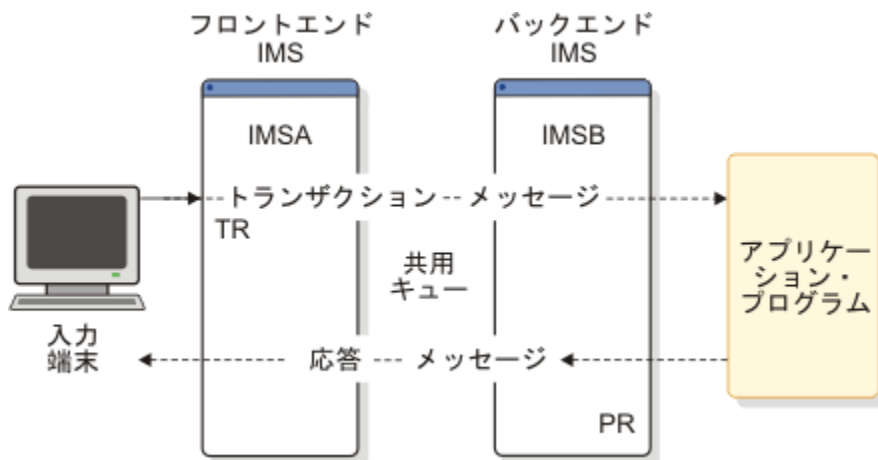 フロントエンド
IMS
バックエンド
IMS
IMSA
IMSB
トランザクション -- メッセージ
TR
共用
キュー
アプリケー
ション・
プログラム
入力
端末
応答 --- メッセージ
PR